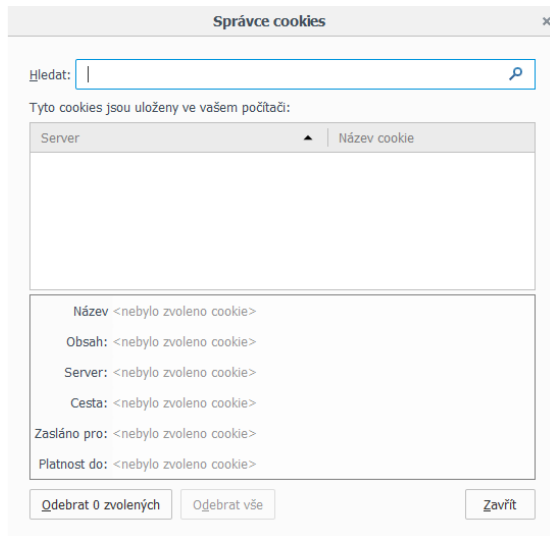 Správce cookies
Hledat:
Tyto cookies jsou uloženy ve vašem počítači:
Server Název cookie
Název <nebylo zvoleno cookie>
Obsah: <nebylo zvoleno cookie>
Server: <nebylo zvoleno cookie>
Cesta: <nebylo zvoleno cookie>
Zasláno pro: <nebylo zvoleno cookie>
Platnost do: <nebylo zvoleno cookie>
Odebrat 0 zvolených Odebrat vše Zavřít